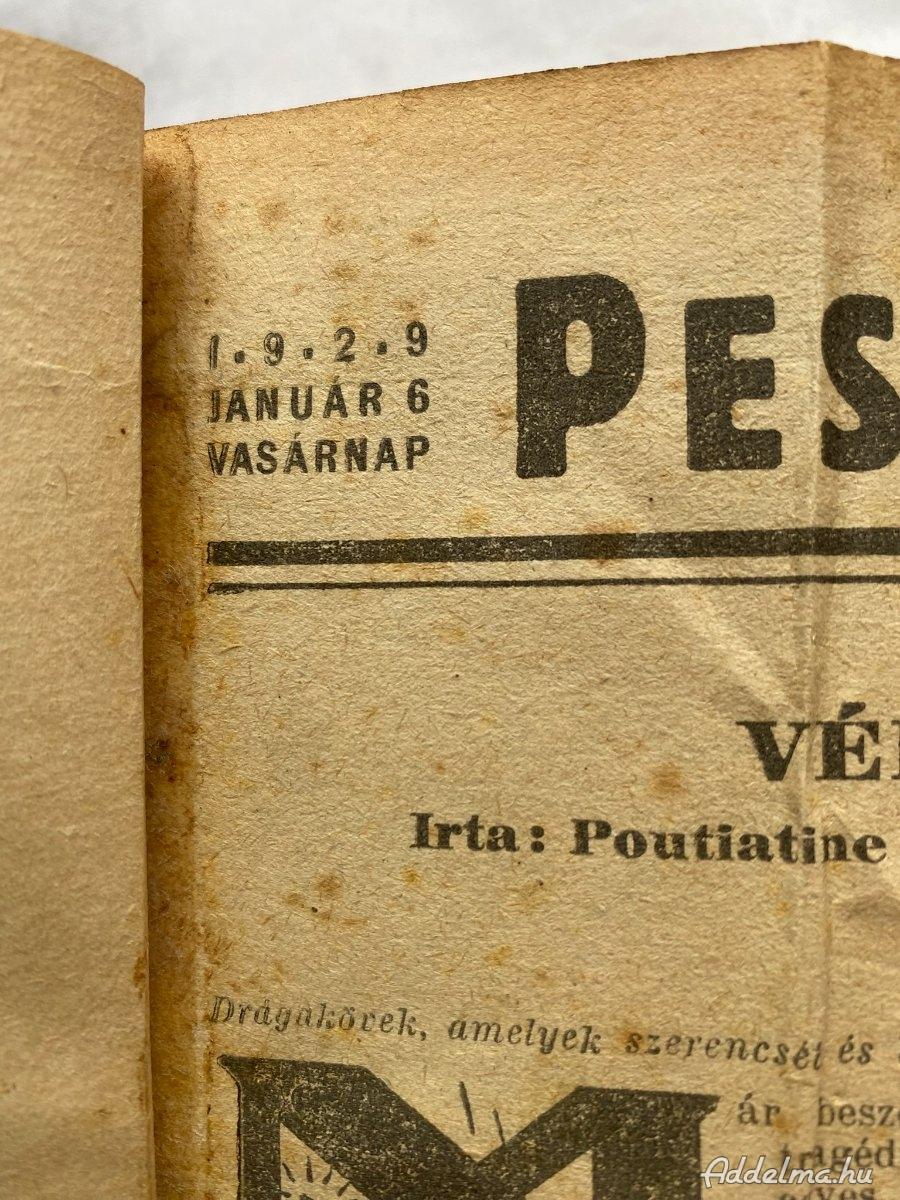 1.9.2.9
JANUÁR 6
VASÁRNAP
PES
VÉ
Irta: Poutiatine
Drágakövek, amelyek szerencsét és
M
ár besz
tragéd
Addelma.hu